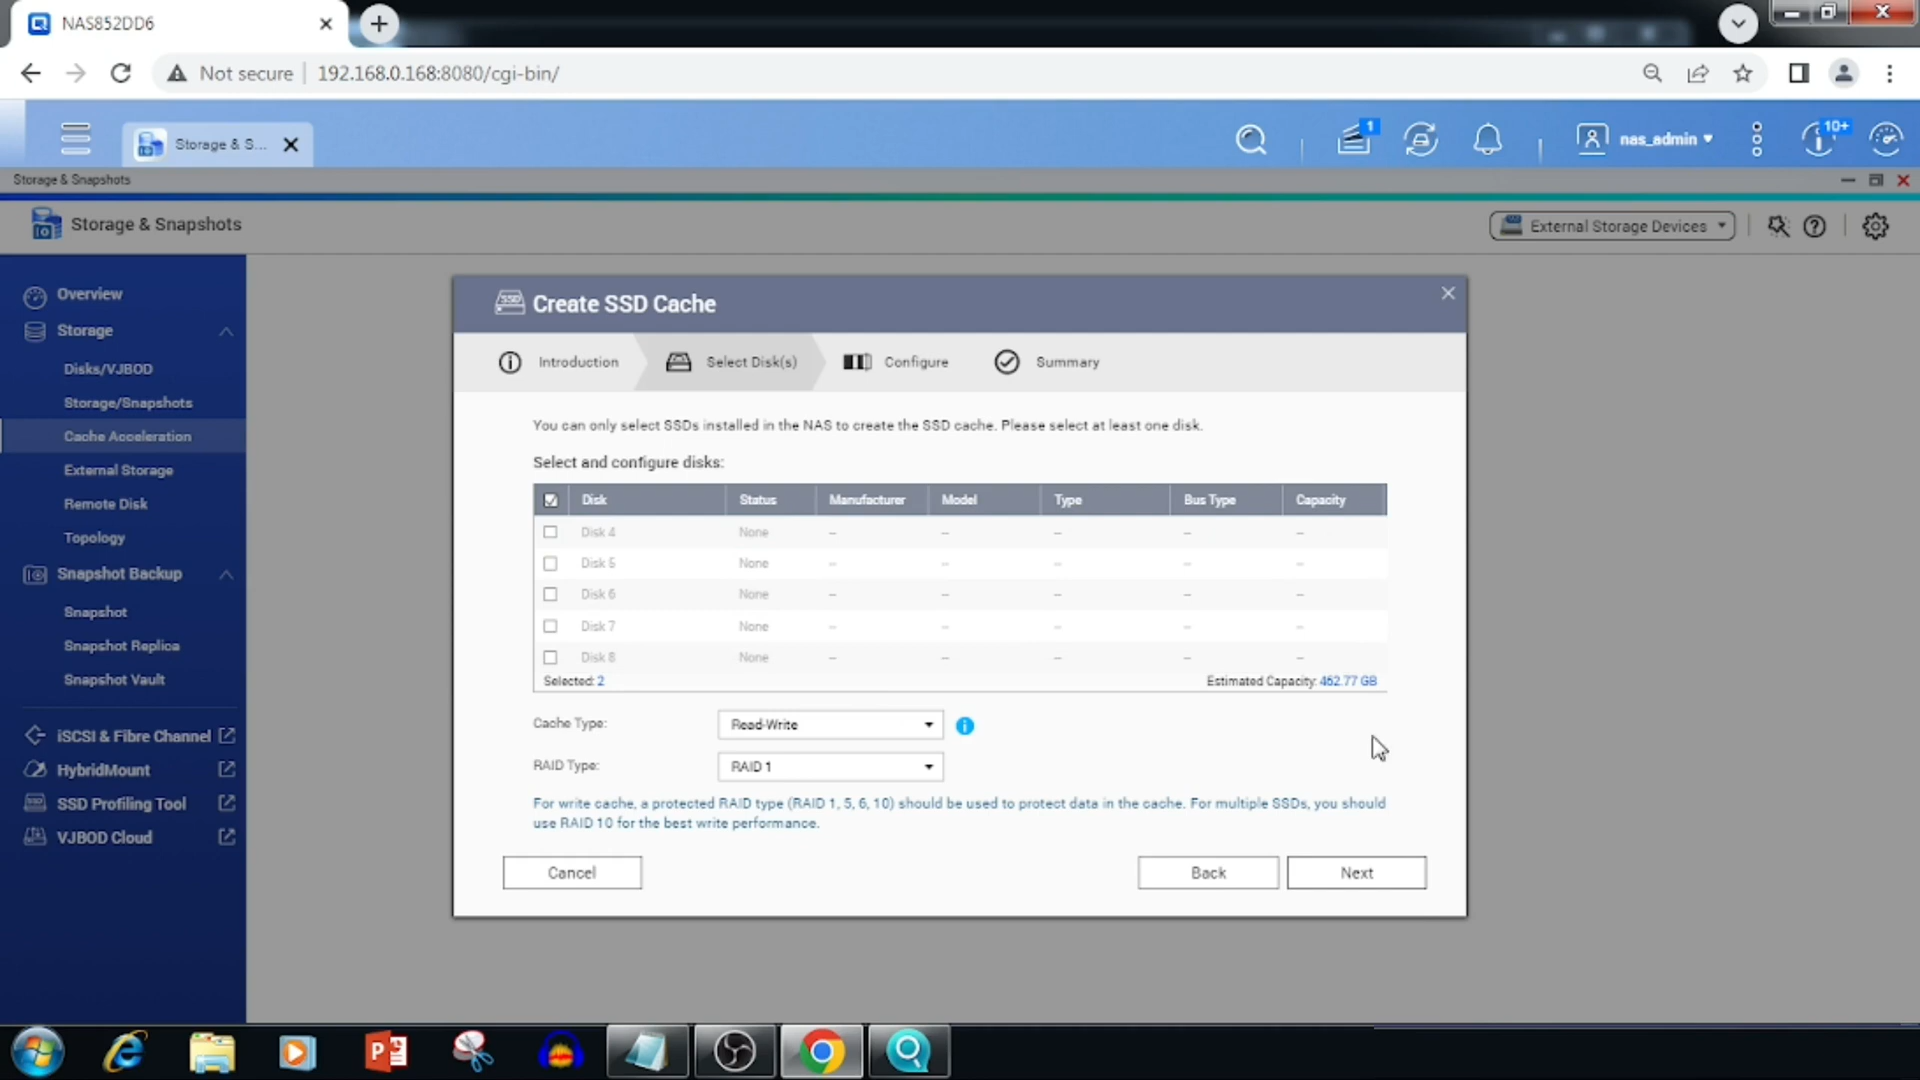 NAS852DD6
Not secure
192.168.0.168:8080/cgi-bin/
Storage & S...
1
nas_admin
10+
Storage & Snapshots
Storage & Snapshots
External Storage Devices
Overview
Storage
Disks/VJBOD
Storage/Snapshots
Cache Acceleration
External Storage
Remote Disk
Topology
Snapshot Backup
Snapshot
Snapshot Replica
Snapshot Vault
iSCSI & Fibre Channel
HybridMount
SSD Profiling Tool
VJBOD Cloud
SSD
Create SSD Cache
Introduction
Select Disk(s)
Configure
Summary
You can only select SSDs installed in the NAS to create the SSD cache. Please select at least one disk.
Select and configure disks:
Disk Status Manufacturer Model Type Bus Type Capacity
Disk 4 None -- -- -- -- --
Disk 5 None -- -- -- -- --
Disk 6 None -- -- -- -- --
Disk 7 None -- -- -- -- --
Disk 8 None -- -- -- -- --
Selected: 2 Estimated Capacity: 462.77 GB
Cache Type: Read-Write
RAID Type: RAID 1
For write cache, a protected RAID type (RAID 1, 5, 6, 10) should be used to protect data in the cache. For multiple SSDs, you should
use RAID 10 for the best write performance.
Cancel
Back
Next